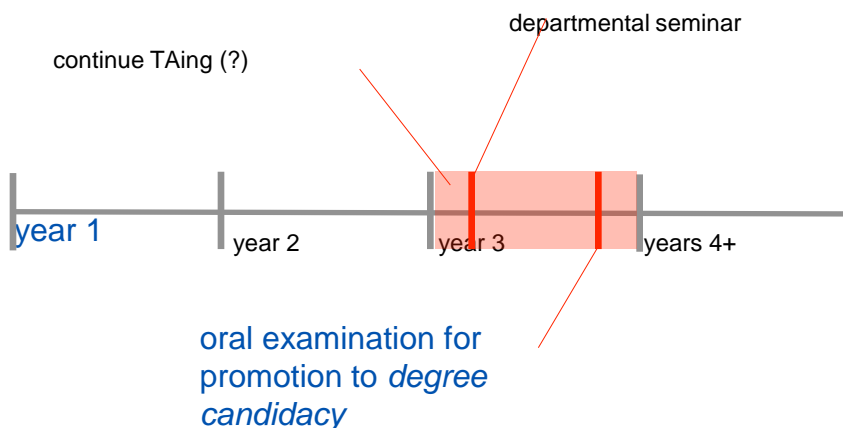 departmental seminar
continue TAing (?)
year 1
year 2
year 3
years 4+
oral examination for
promotion to degree
candidacy